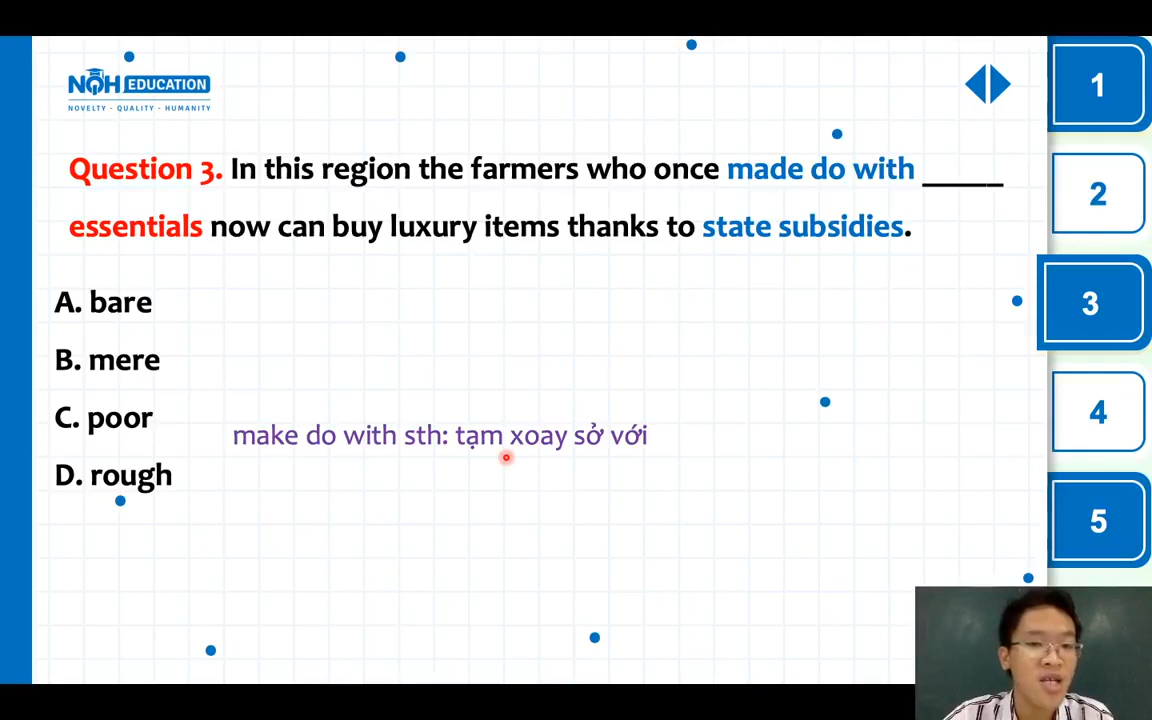 NQH EDUCATION
NOVELTY - QUALITY - HUMANITY
Question 3. In this region the farmers who once made do with _____
essentials now can buy luxury items thanks to state subsidies.
A. bare
B. mere
C. poor
D. rough
make do with sth: tạm xoay sở với
1
2
3
4
5